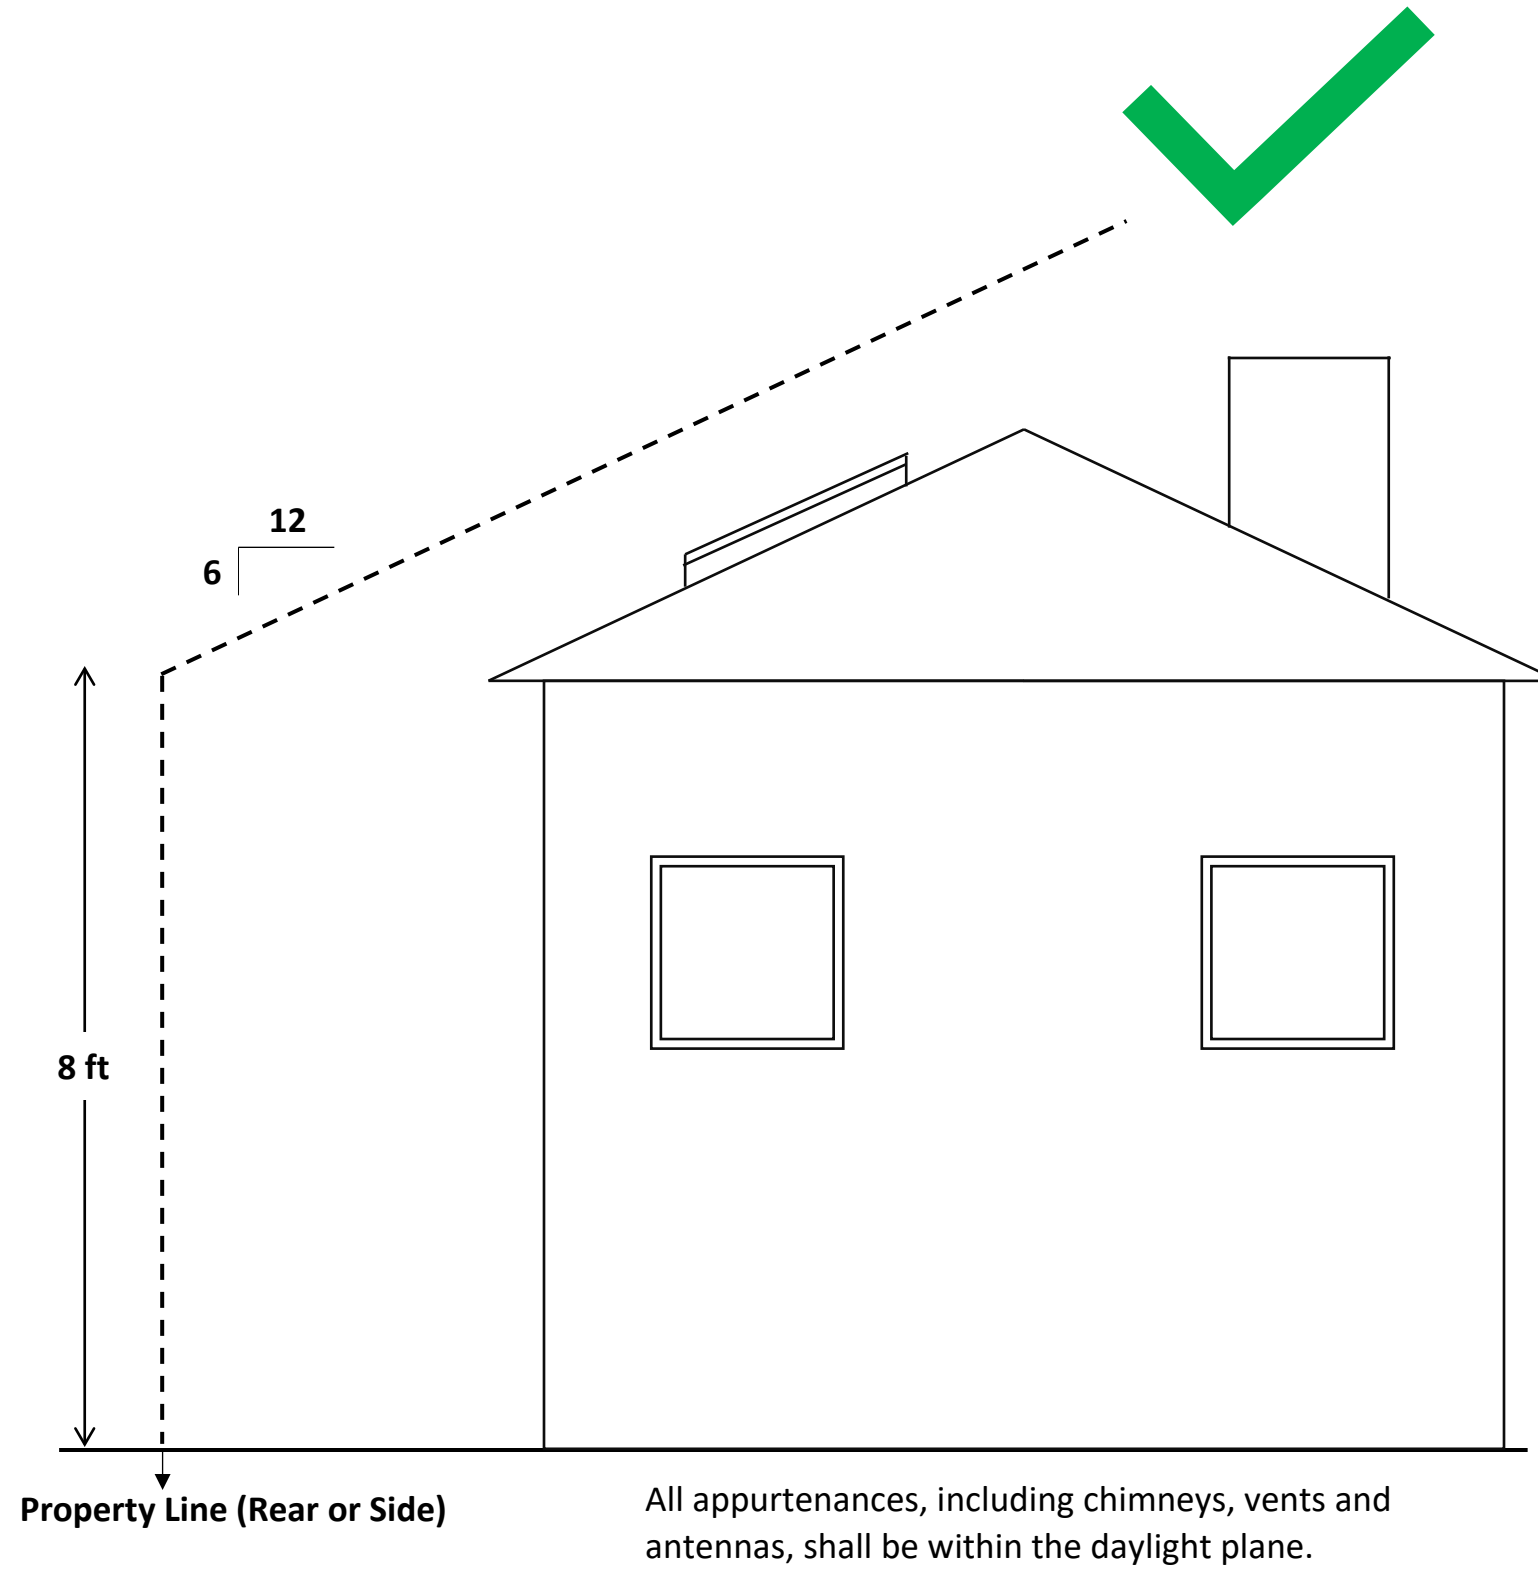 12
6
8 ft
Property Line (Rear or Side)
All appurtenances, including chimneys, vents and
antennas, shall be within the daylight plane.